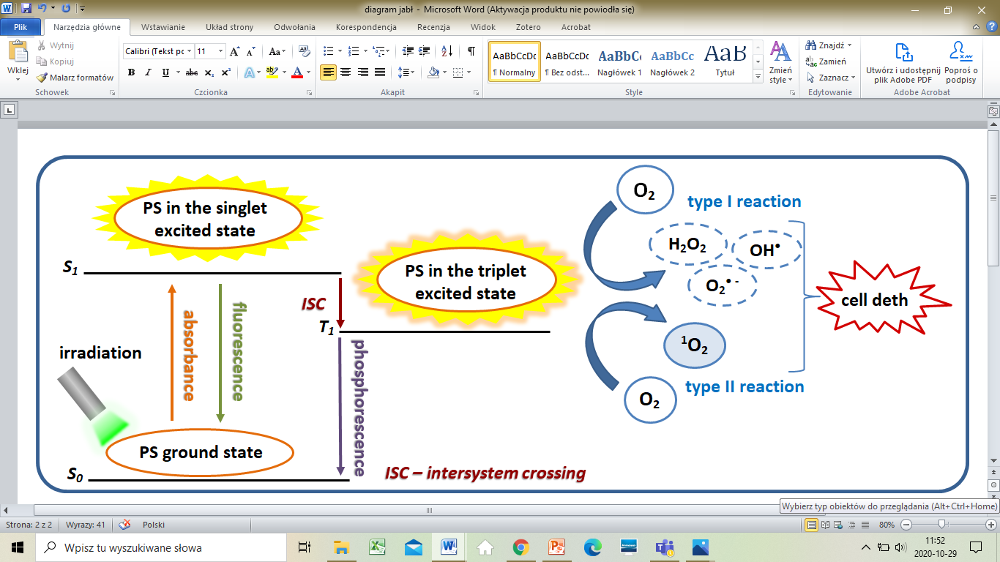 diagram jabł - Microsoft Word (Aktywacja produktu nie powiodła się)
Plik
Narzędzia główne
Wstawianie
Układ strony
Odwołania
Korespondencja
Recenzja
Widok
Zotero
Acrobat
Wklej
Wytnij
Kopiuj
Malarz formatów
Schowek
Calibri (Tekst pc
11
Czcionka
Akapit
AaBbCcDc
¶ Normalny
AaBbCcDc
¶ Bez odst...
AaBbC
Nagłówek 1
AaBbCc
Nagłówek 2
AaB
Tytuł
Zmień
style
Style
Znajdź
Zamień
Zaznacz
Edytowanie
Utwórz i udostępnij
plik Adobe PDF
Poproś o
podpisy
Adobe Acrobat
PS in the singlet
excited state
S₁
absorbance
fluorescence
irradiation
PS ground state
S₀
ISC
T₁
phosphorescence
PS in the triplet
excited state
ISC – intersystem crossing
O₂
type I reaction
H₂O₂
OH•
O₂• -
¹O₂
type II reaction
O₂
cell deth
Wybierz typ obiektów do przeglądania (Alt+Ctrl+Home)
Strona: 2 z 2
Wyrazy: 41
Polski
80%
Wpisz tu wyszukiwane słowa
11:52
2020-10-29